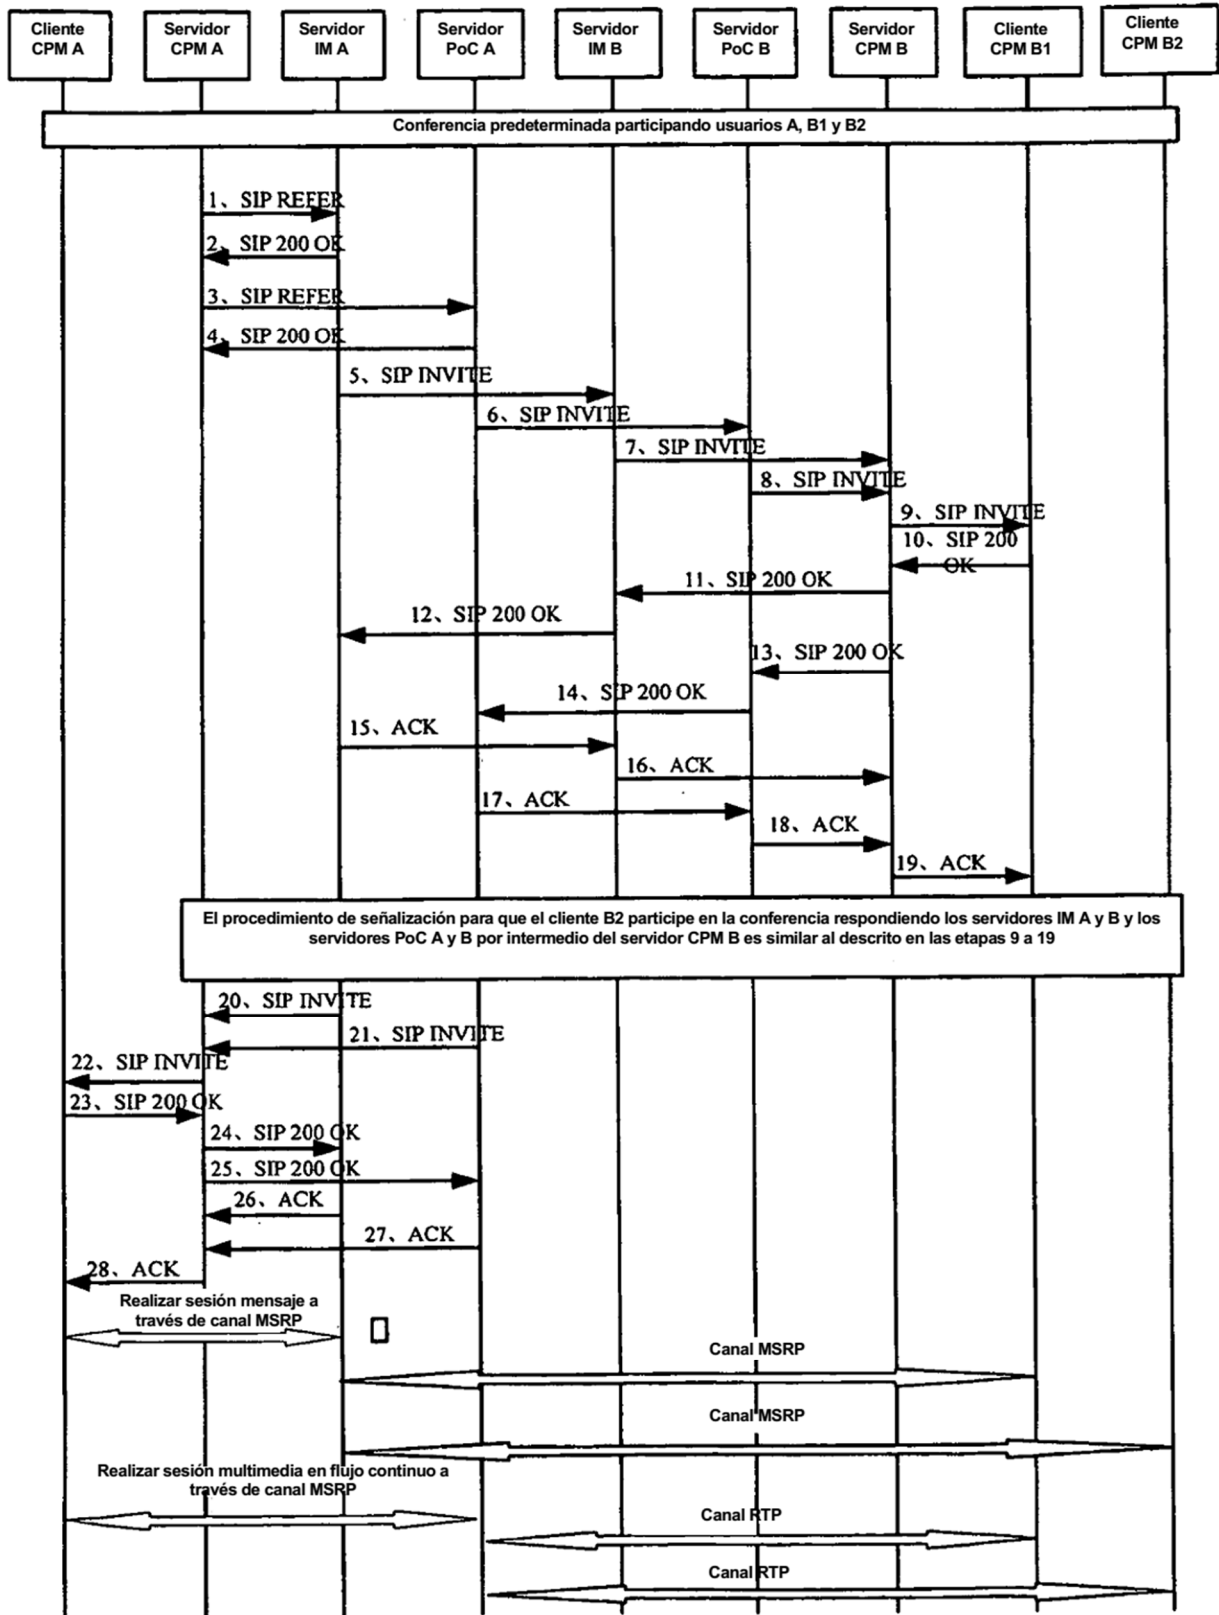 Cliente
CPM A
Servidor
CPM A
Servidor
IM A
Servidor
PoC A
Servidor
IM B
Servidor
PoC B
Servidor
CPM B
Cliente
CPM B1
Cliente
CPM B2
Conferencia predeterminada participando usuarios A, B1 y B2
1、SIP REFER
2、SIP 200 OK
3、SIP REFER
4、SIP 200 OK
5、SIP INVITE
6、SIP INVITE
7、SIP INVITE
8、SIP INVITE
9、SIP INVITE
10、SIP 200
OK
11、SIP 200 OK
12、SIP 200 OK
13、SIP 200 OK
14、SIP 200 OK
15、ACK
16、ACK
17、ACK
18、ACK
19、ACK
El procedimiento de señalización para que el cliente B2 participe en la conferencia respondiendo los servidores IM A y B y los
servidores PoC A y B por intermedio del servidor CPM B es similar al descrito en las etapas 9 a 19
20、SIP INVITE
21、SIP INVITE
22、SIP INVITE
23、SIP 200 OK
24、SIP 200 OK
25、SIP 200 OK
26、ACK
27、ACK
28、ACK
Realizar sesión mensaje a
través de canal MSRP
Canal MSRP
Canal MSRP
Realizar sesión multimedia en flujo continuo a
través de canal MSRP
Canal RTP
Canal RTP